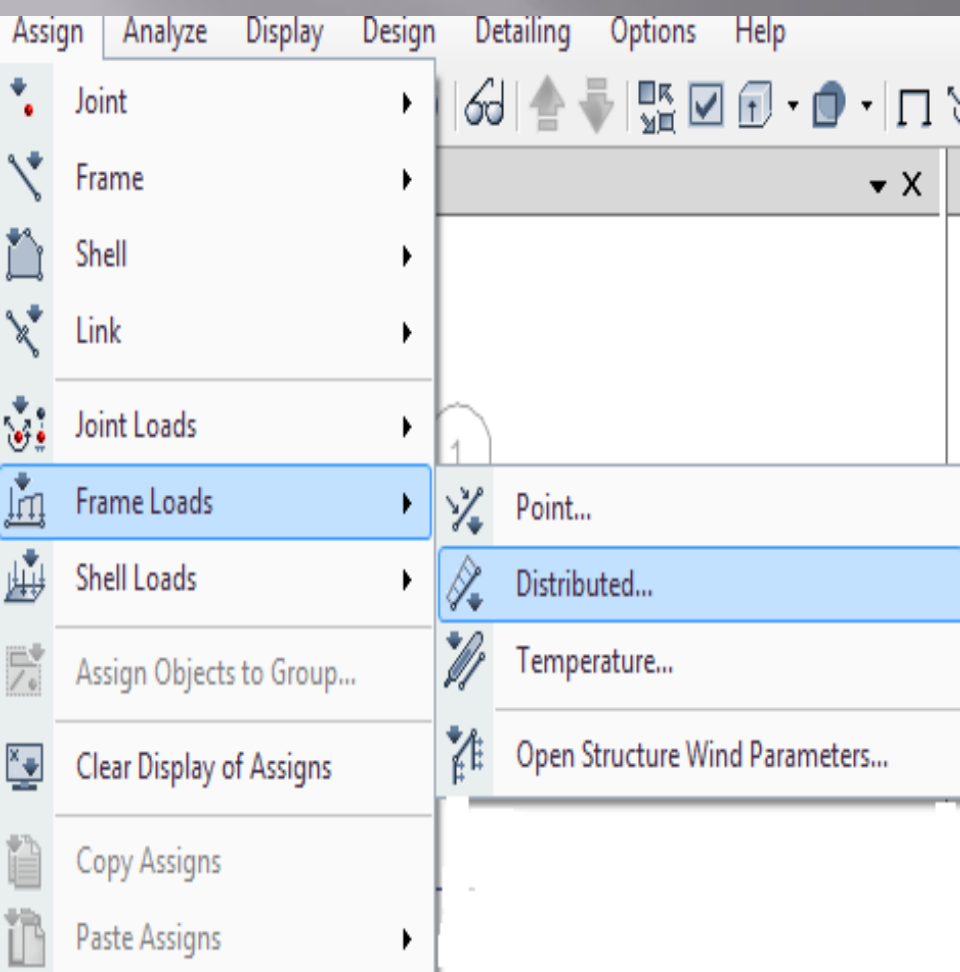 Assign Analyze Display Design Detailing Options Help
Joint
Frame
Shell
Link
Joint Loads
1
Frame Loads
Point...
Distributed...
Shell Loads
Temperature...
Assign Objects to Group...
Open Structure Wind Parameters...
Clear Display of Assigns
Copy Assigns
Paste Assigns